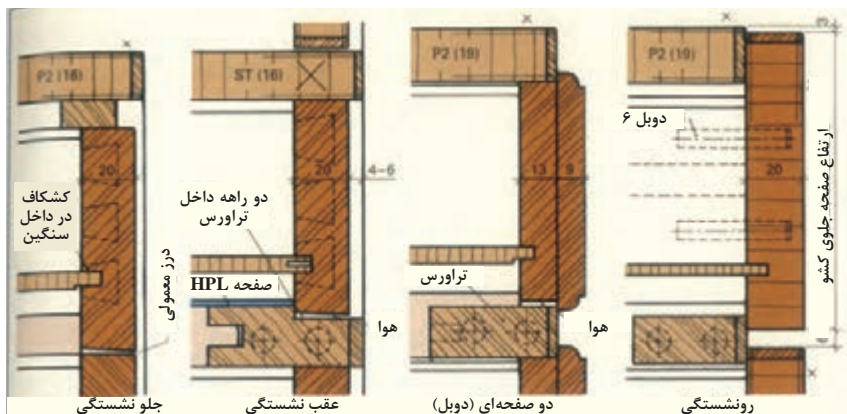 P2 (16)
20
کشکاف
در داخل
سنگین
درز معمولی
جلو نشستگی
ST (16)
20
4-6
دو راهه داخل
تراورس
صفحه HPL
هوا
عقب نشستگی
P2 (19)
13
9
تراورس
هوا
دو صفحه‌ای (دوبل)
P2 (19)
دوبل ۶
20
ارتفاع صفحه جلوی کشو
رونشستگی